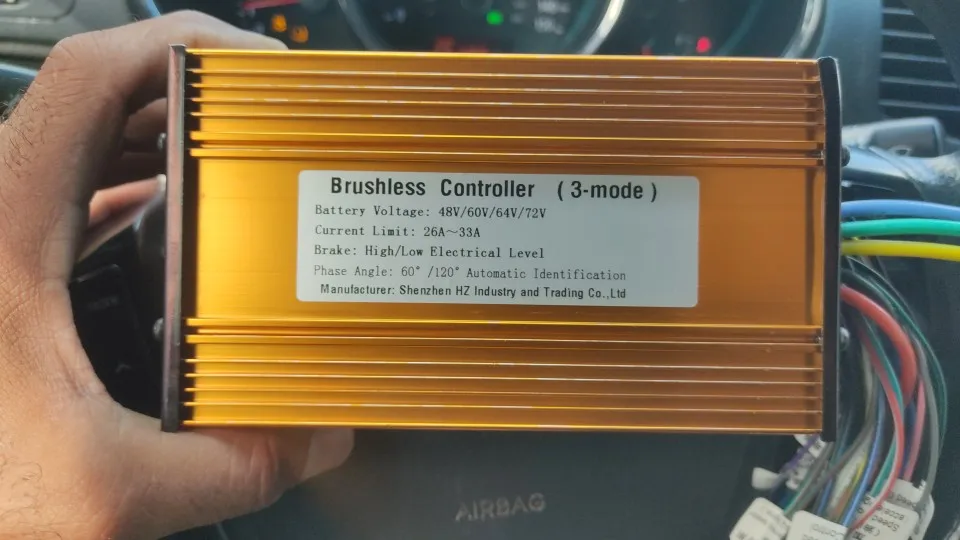 Brushless Controller (3-mode)
Battery Voltage: 48V/60V/64V/72V
Current Limit: 26A～33A
Brake: High/Low Electrical Level
Phase Angle: 60°/120° Automatic Identification
Manufacturer: Shenzhen HZ Industry and Trading Co.,Ltd
AIRBAG